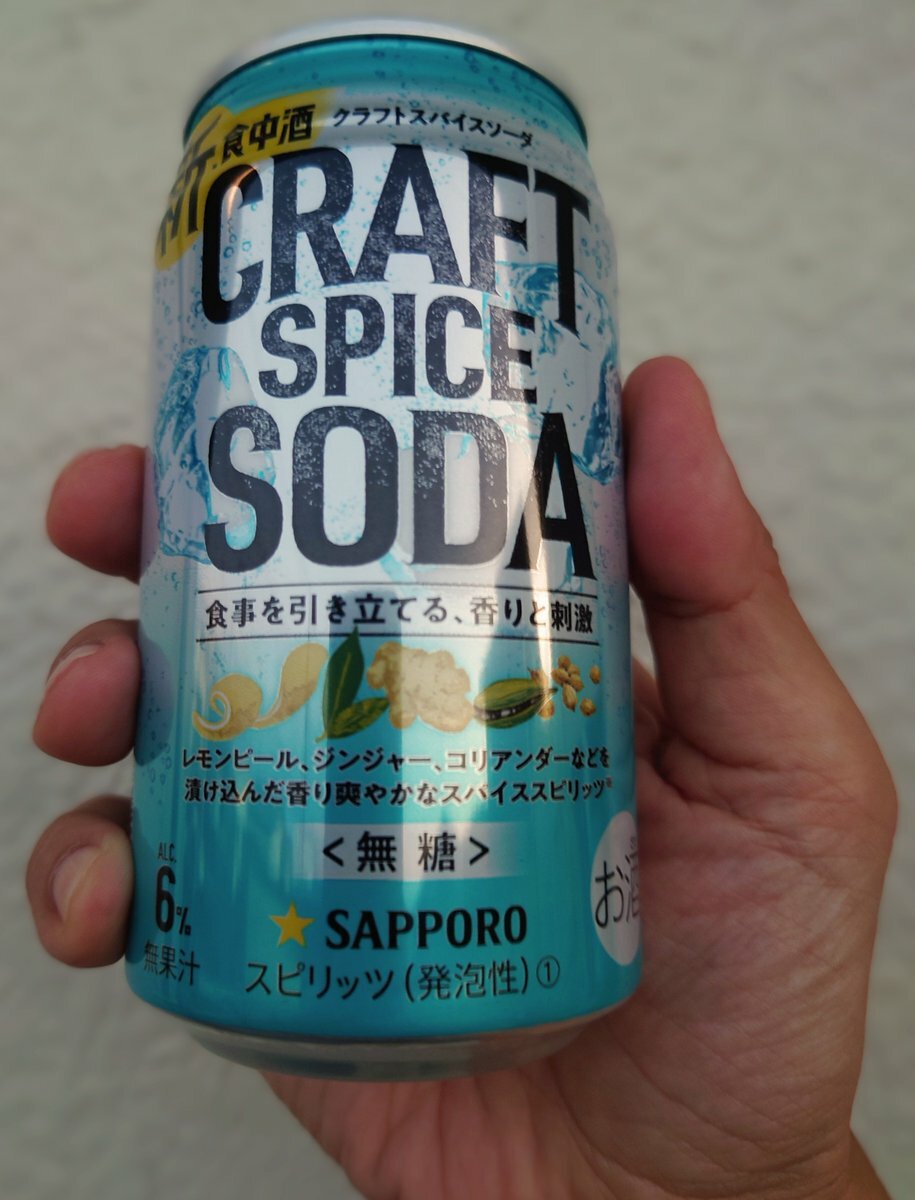 新・食中酒 クラフトスパイスソーダ
CRAFT
SPICE
SODA
食事を引き立てる、香りと刺激
レモンピール、ジンジャー、コリアンダーなどを
漬け込んだ香り爽やかなスパイススピリッツ※
<無糖>
ALC.
6%
無果汁
お酒
★ SAPPORO
スピリッツ(発泡性)①